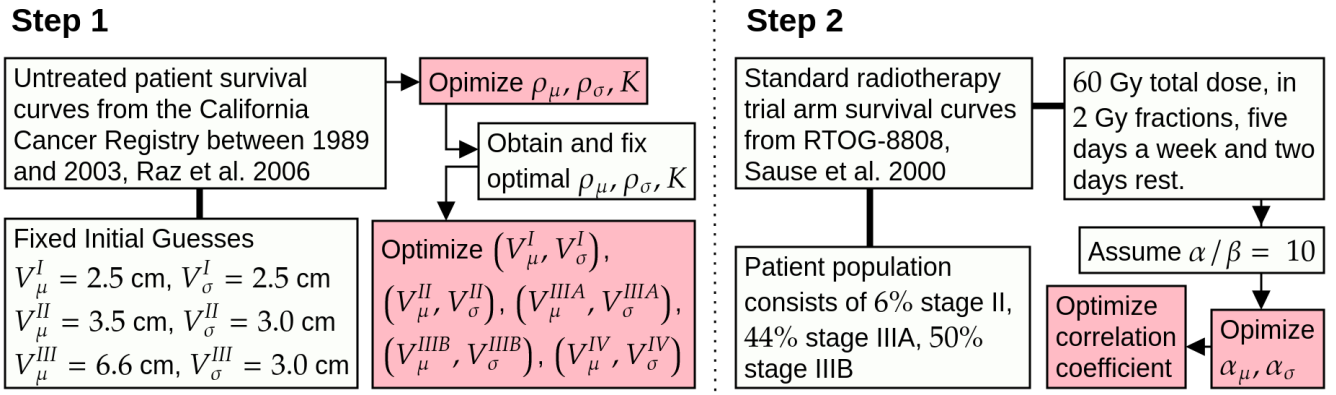 Step 1
Untreated patient survival
curves from the California
Cancer Registry between 1989
and 2003, Raz et al. 2006
Opimize ρ_μ, ρ_σ, K
Obtain and fix
optimal ρ_μ, ρ_σ, K
Fixed Initial Guesses
V_μ^I = 2.5 cm, V_σ^I = 2.5 cm
V_μ^II = 3.5 cm, V_σ^II = 3.0 cm
V_μ^III = 6.6 cm, V_σ^III = 3.0 cm
Optimize (V_μ^I, V_σ^I),
(V_μ^II, V_σ^II), (V_μ^IIIA, V_σ^IIIA),
(V_μ^IIIB, V_σ^IIIB), (V_μ^IV, V_σ^IV)
Step 2
Standard radiotherapy
trial arm survival curves
from RTOG-8808,
Sause et al. 2000
60 Gy total dose, in
2 Gy fractions, five
days a week and two
days rest.
Patient population
consists of 6% stage II,
44% stage IIIA, 50%
stage IIIB
Assume α/β = 10
Opimize
α_μ, α_σ
Optimize
correlation
coefficient